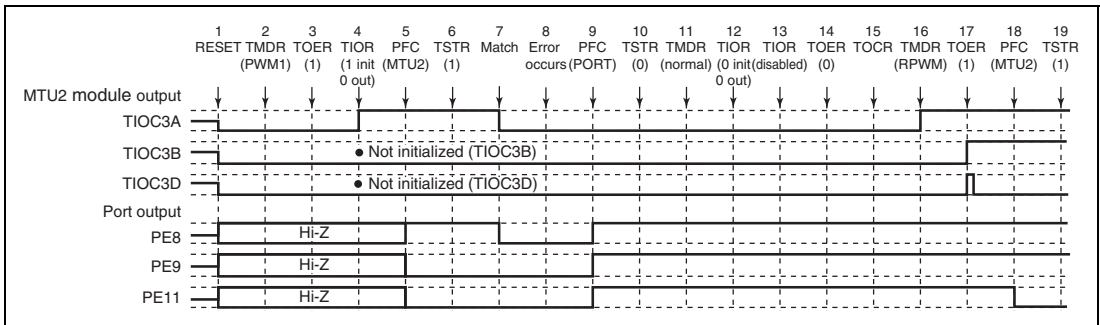 1 2 3 4 5 6 7 8 9 10 11 12 13 14 15 16 17 18 19
RESET TMDR TOER TIOR PFC TSTR Match Error PFC TSTR TMDR TIOR TIOR TOER TOCR TMDR TOER PFC TSTR
(PWM1) (1) (1 init (MTU2) (1) occurs (PORT) (0) (normal) (0 init (disabled) (0) (RPWM) (1) (MTU2) (1)
0 out) 0 out)
MTU2 module output
TIOC3A
TIOC3B • Not initialized (TIOC3B)
TIOC3D • Not initialized (TIOC3D)
Port output
PE8 Hi-Z
PE9 Hi-Z
PE11 Hi-Z